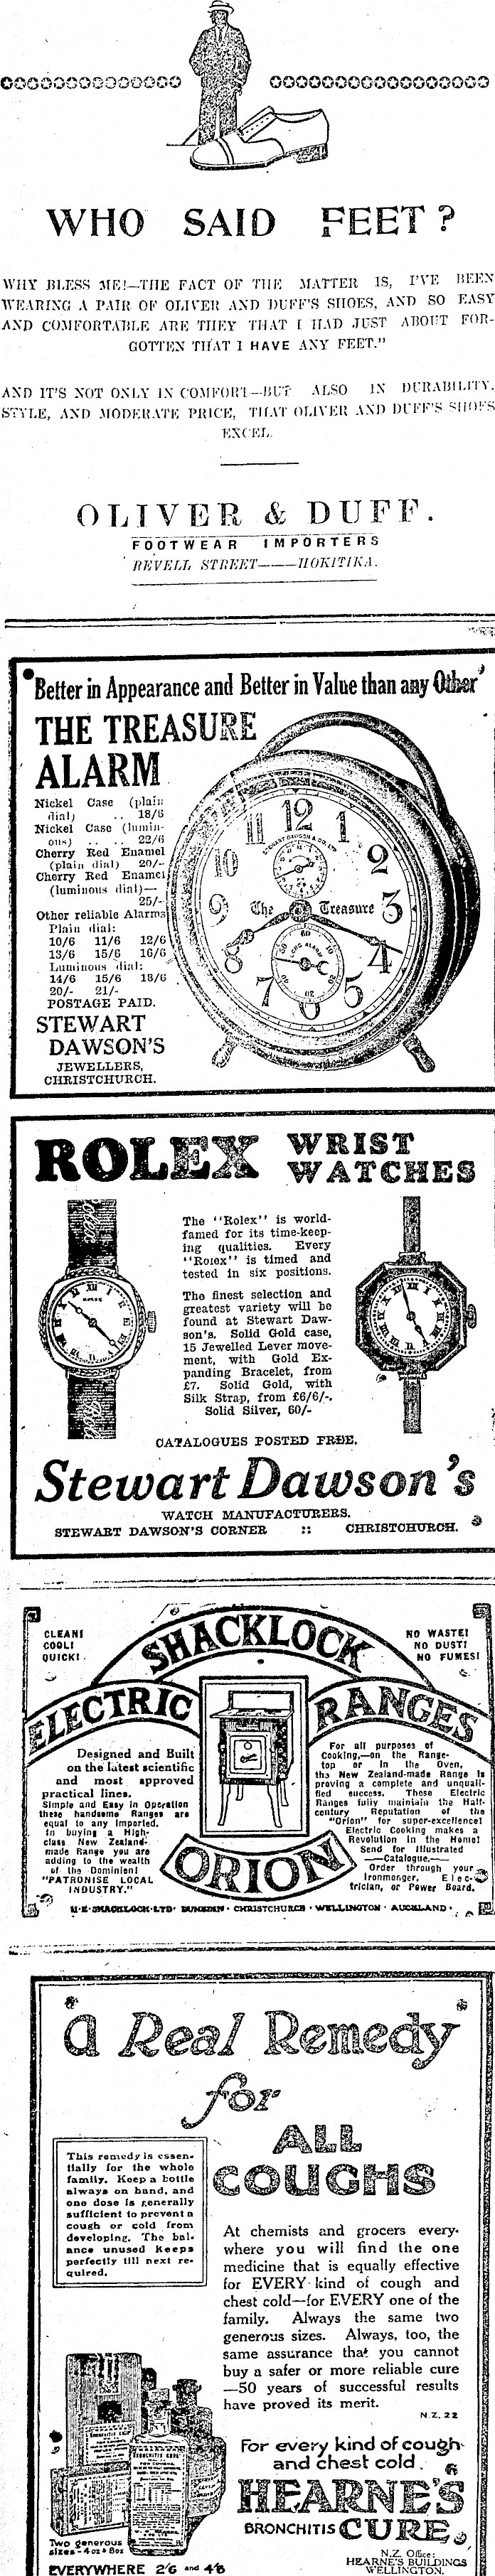 WHO SAID FEET?
WHY BLESS ME!—THE FACT OF THE MATTER IS, I'VE BEEN
WEARING A PAIR OF OLIVER AND DUFF'S SHOES, AND SO EASY
AND COMFORTABLE ARE THEY THAT I HAD JUST ABOUT FOR-
GOTTEN THAT I HAVE ANY FEET."
AND IT'S NOT ONLY IN COMFORT—BUT ALSO IN DURABILITY,
STYLE, AND MODERATE PRICE, THAT OLIVER AND DUFF'S SHOES
EXCEL.
OLIVER & DUFF.
FOOTWEAR IMPORTERS
REVELL STREET——HOKITIKA.
'Better in Appearance and Better in Value than any Other'
THE TREASURE
ALARM
Nickel Case (plain
dial) .. 18/6
Nickel Case (lumin-
ous) .. .. 22/6
Cherry Red Enamel
(plain dial) 20/-
Cherry Red Enamel
(luminous dial)—
25/-
Other reliable Alarms
Plain dial:
10/6 11/6 12/6
13/6 15/6 16/6
Luminous dial:
14/6 15/6 18/6
20/- 21/-
POSTAGE PAID.
STEWART
DAWSON'S
JEWELLERS,
CHRISTCHURCH.
11 12 1
10 2
9 The Treasure 3
8 4
7 6 5
ROLEX WRIST
WATCHES
The "Rolex" is world-
famed for its time-keep-
ing qualities. Every
"Rolex" is timed and
tested in six positions.
The finest selection and
greatest variety will be
found at Stewart Daw-
son's. Solid Gold case,
15 Jewelled Lever move-
ment, with Gold Ex-
panding Bracelet, from
£7. Solid Gold, with
Silk Strap, from £6/6/-.
Solid Silver, 60/-
CATALOGUES POSTED FREE.
Stewart Dawson's
WATCH MANUFACTURERS.
STEWART DAWSON'S CORNER :: CHRISTCHURCH.
CLEAN!
COOL!
QUICK!
SHACKLOCK
NO WASTE!
NO DUST!
NO FUMES!
ELECTRIC RANGES
Designed and Built
on the latest scientific
and most approved
practical lines.
Simple and Easy in Operation
these handsome Ranges are
equal to any imported.
In buying a High-
class New Zealand-
made Range you are
adding to the wealth
of the Dominion!
"PATRONISE LOCAL
INDUSTRY."
For all purposes of
Cooking,—on the Range-
top or in the Oven,
this New Zealand-made Range is
proving a complete and unquali-
fied success. These Electric
Ranges fully maintain the Half-
century Reputation of the
"Orion" for super-excellence!
Electric Cooking makes a
Revolution in the Home!
Send for Illustrated
——Catalogue.——
Order through your
Ironmonger, Elec-
trician, or Power Board.
ORION
H·E·SHACKLOCK·LTD· DUNEDIN · CHRISTCHURCH · WELLINGTON · AUCKLAND ·
"a Real Remedy"
for
ALL
COUGHS
This remedy is essen-
tially for the whole
family. Keep a bottle
always on hand, and
one dose is generally
sufficient to prevent a
cough or cold from
developing. The bal-
ance unused keeps
perfectly till next re-
quired.
At chemists and grocers every-
where you will find the one
medicine that is equally effective
for EVERY kind of cough and
chest cold—for EVERY one of the
family. Always the same two
generous sizes. Always, too, the
same assurance that you cannot
buy a safer or more reliable cure
—50 years of successful results
have proved its merit.
N.Z. 22
For every kind of cough
and chest cold.
HEARNE'S
BRONCHITIS CURE
Two generous
sizes - 4oz & 8oz
EVERYWHERE 2/6 and 4/6
N.Z. Office:
HEARNE'S BUILDINGS
WELLINGTON.